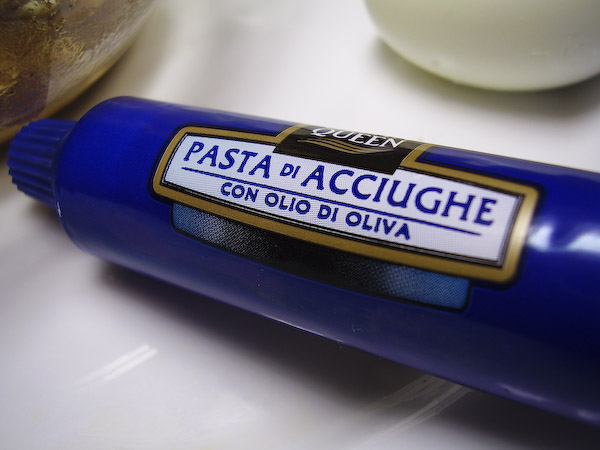 QUEEN
PASTA DI ACCIUGHE
CON OLIO DI OLIVA